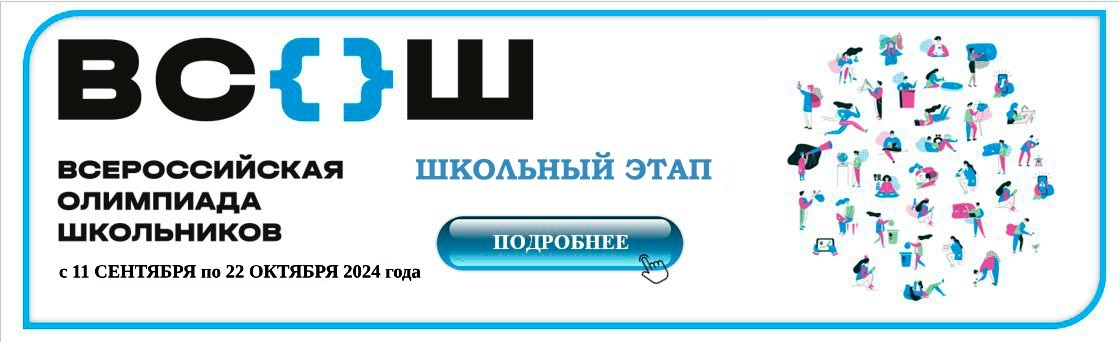 ВС{}Ш
ВСЕРОССИЙСКАЯ
ОЛИМПИАДА
ШКОЛЬНИКОВ
с 11 СЕНТЯБРЯ по 22 ОКТЯБРЯ 2024 года
ШКОЛЬНЫЙ ЭТАП
ПОДРОБНЕЕ